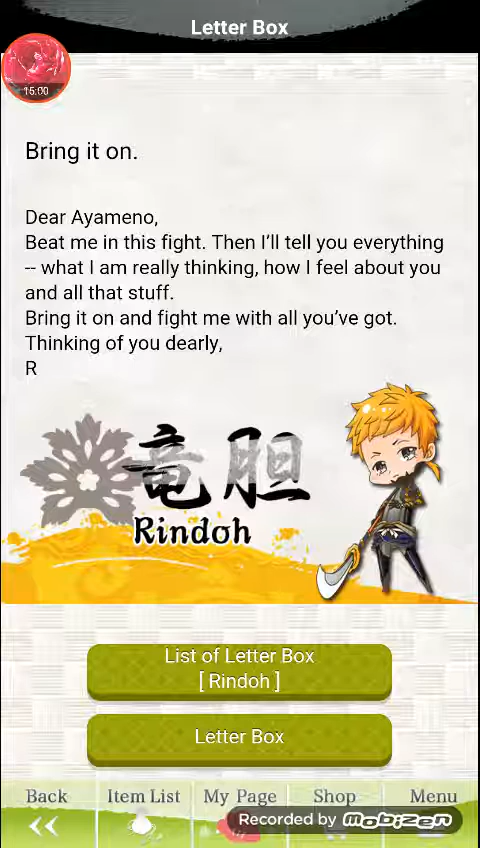 Letter Box
15:00
Bring it on.
Dear Ayameno,
Beat me in this fight. Then I'll tell you everything
-- what I am really thinking, how I feel about you
and all that stuff.
Bring it on and fight me with all you've got.
Thinking of you dearly,
R
竜胆
Rindoh
List of Letter Box
[ Rindoh ]
Letter Box
Back Item List My Page Shop Menu
Recorded by mobizen